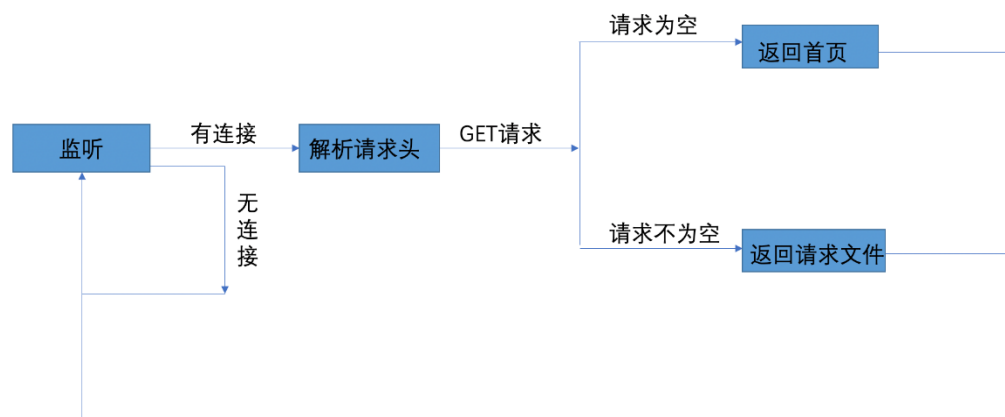 请求为空
返回首页
监听
有连接
解析请求头
GET请求
无
连
接
请求不为空
返回请求文件